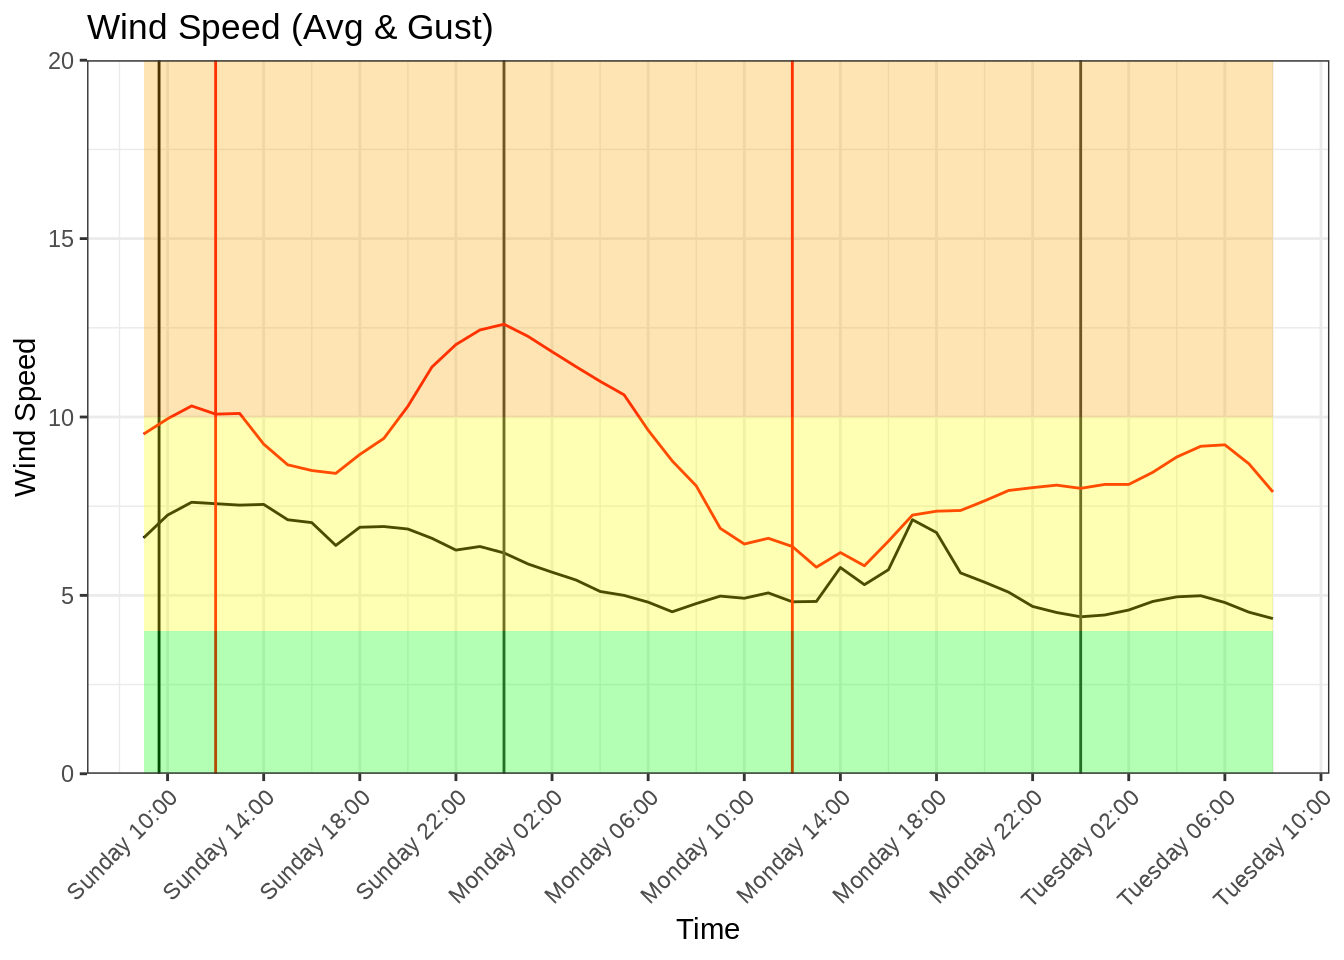 Wind Speed (Avg & Gust)
20
15
10
5
0
Wind Speed
Sunday 10:00
Sunday 14:00
Sunday 18:00
Sunday 22:00
Monday 02:00
Monday 06:00
Monday 10:00
Monday 14:00
Monday 18:00
Monday 22:00
Tuesday 02:00
Tuesday 06:00
Tuesday 10:00
Time